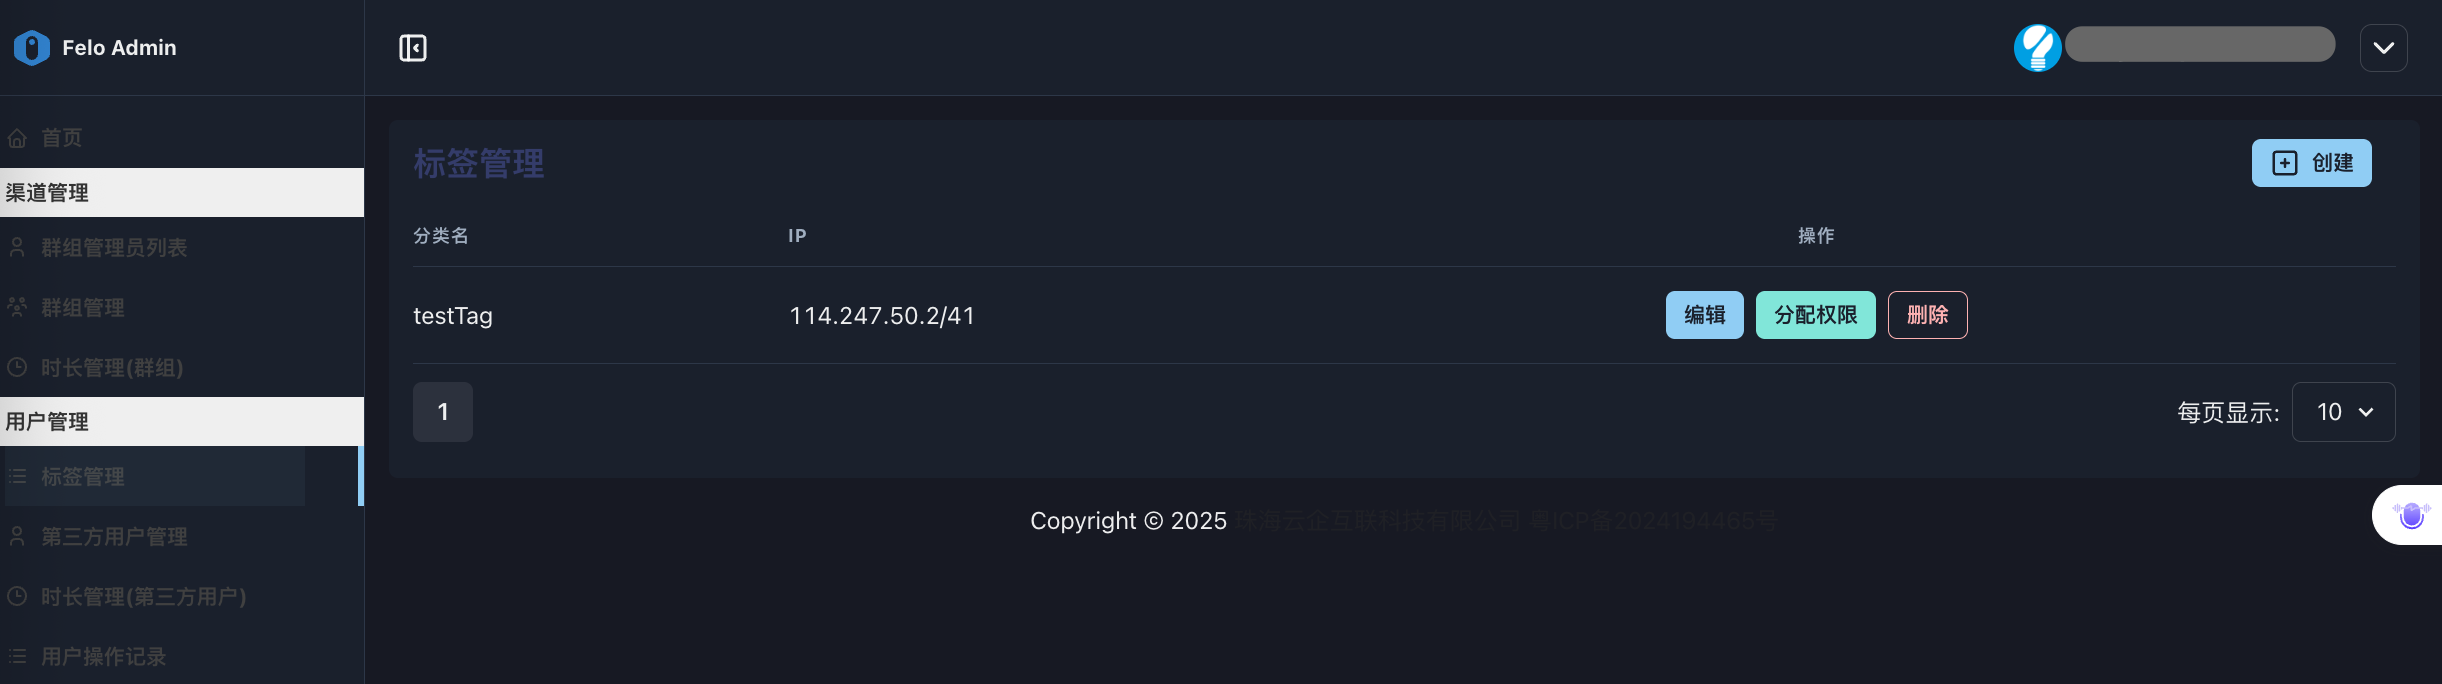 Felo Admin
首页
渠道管理
群组管理员列表
群组管理
时长管理(群组)
用户管理
标签管理
第三方用户管理
时长管理(第三方用户)
用户操作记录
标签管理
创建
分类名 IP 操作
testTag 114.247.50.2/41 编辑 分配权限 删除
1 每页显示: 10
Copyright © 2025 珠海云企互联科技有限公司 粤ICP备2024194465号